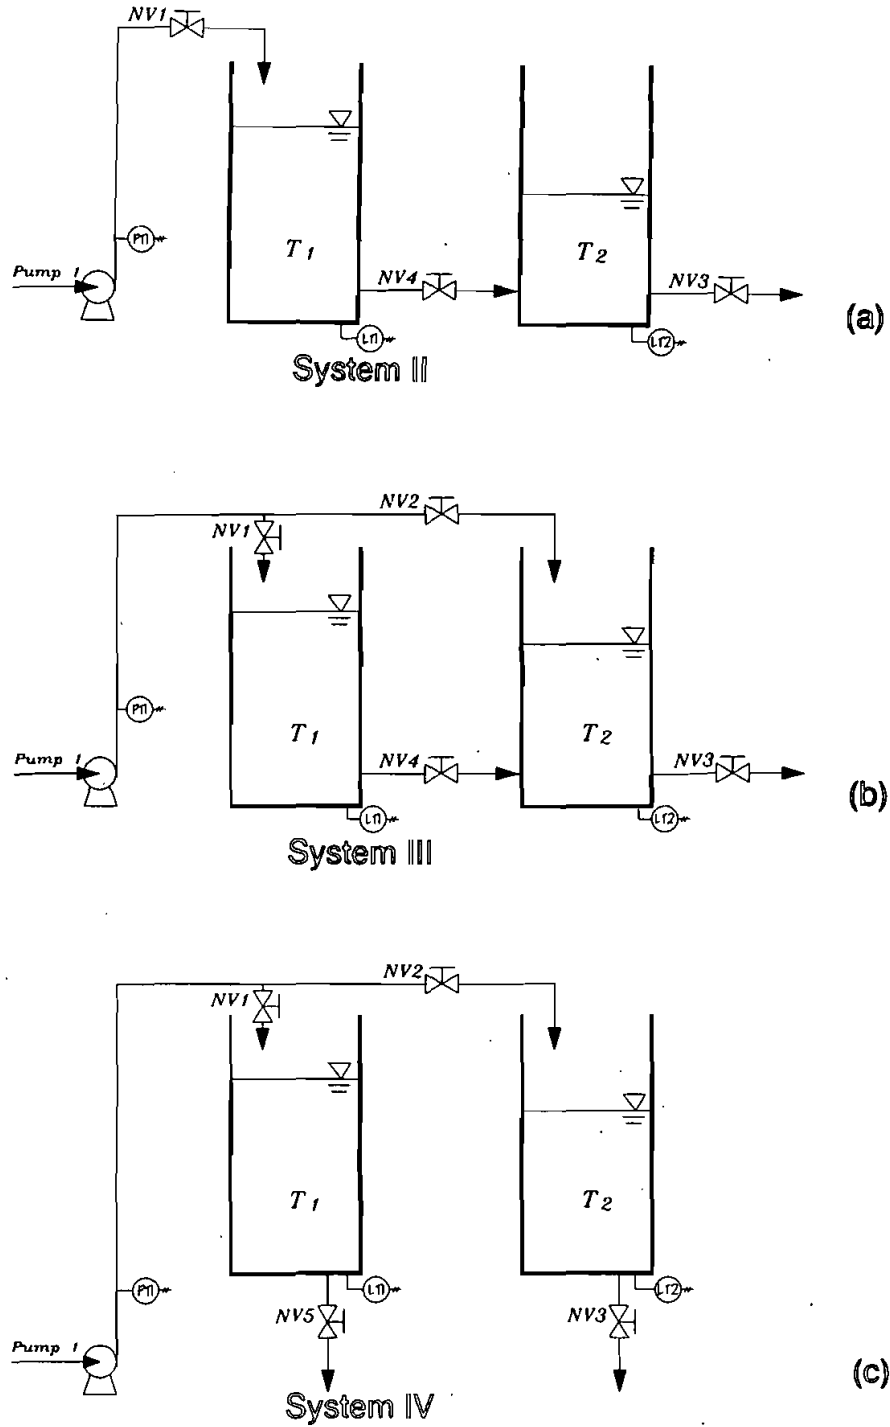 NV1
PT1
T1
T2
Pump 1
NV4
NV3
LT1
LT2
(a)
System II
NV2
NV1
PT1
T1
T2
Pump 1
NV4
NV3
LT1
LT2
(b)
System III
NV2
NV1
T1
T2
PT1
LT1
LT2
NV5
NV3
Pump 1
(c)
System IV